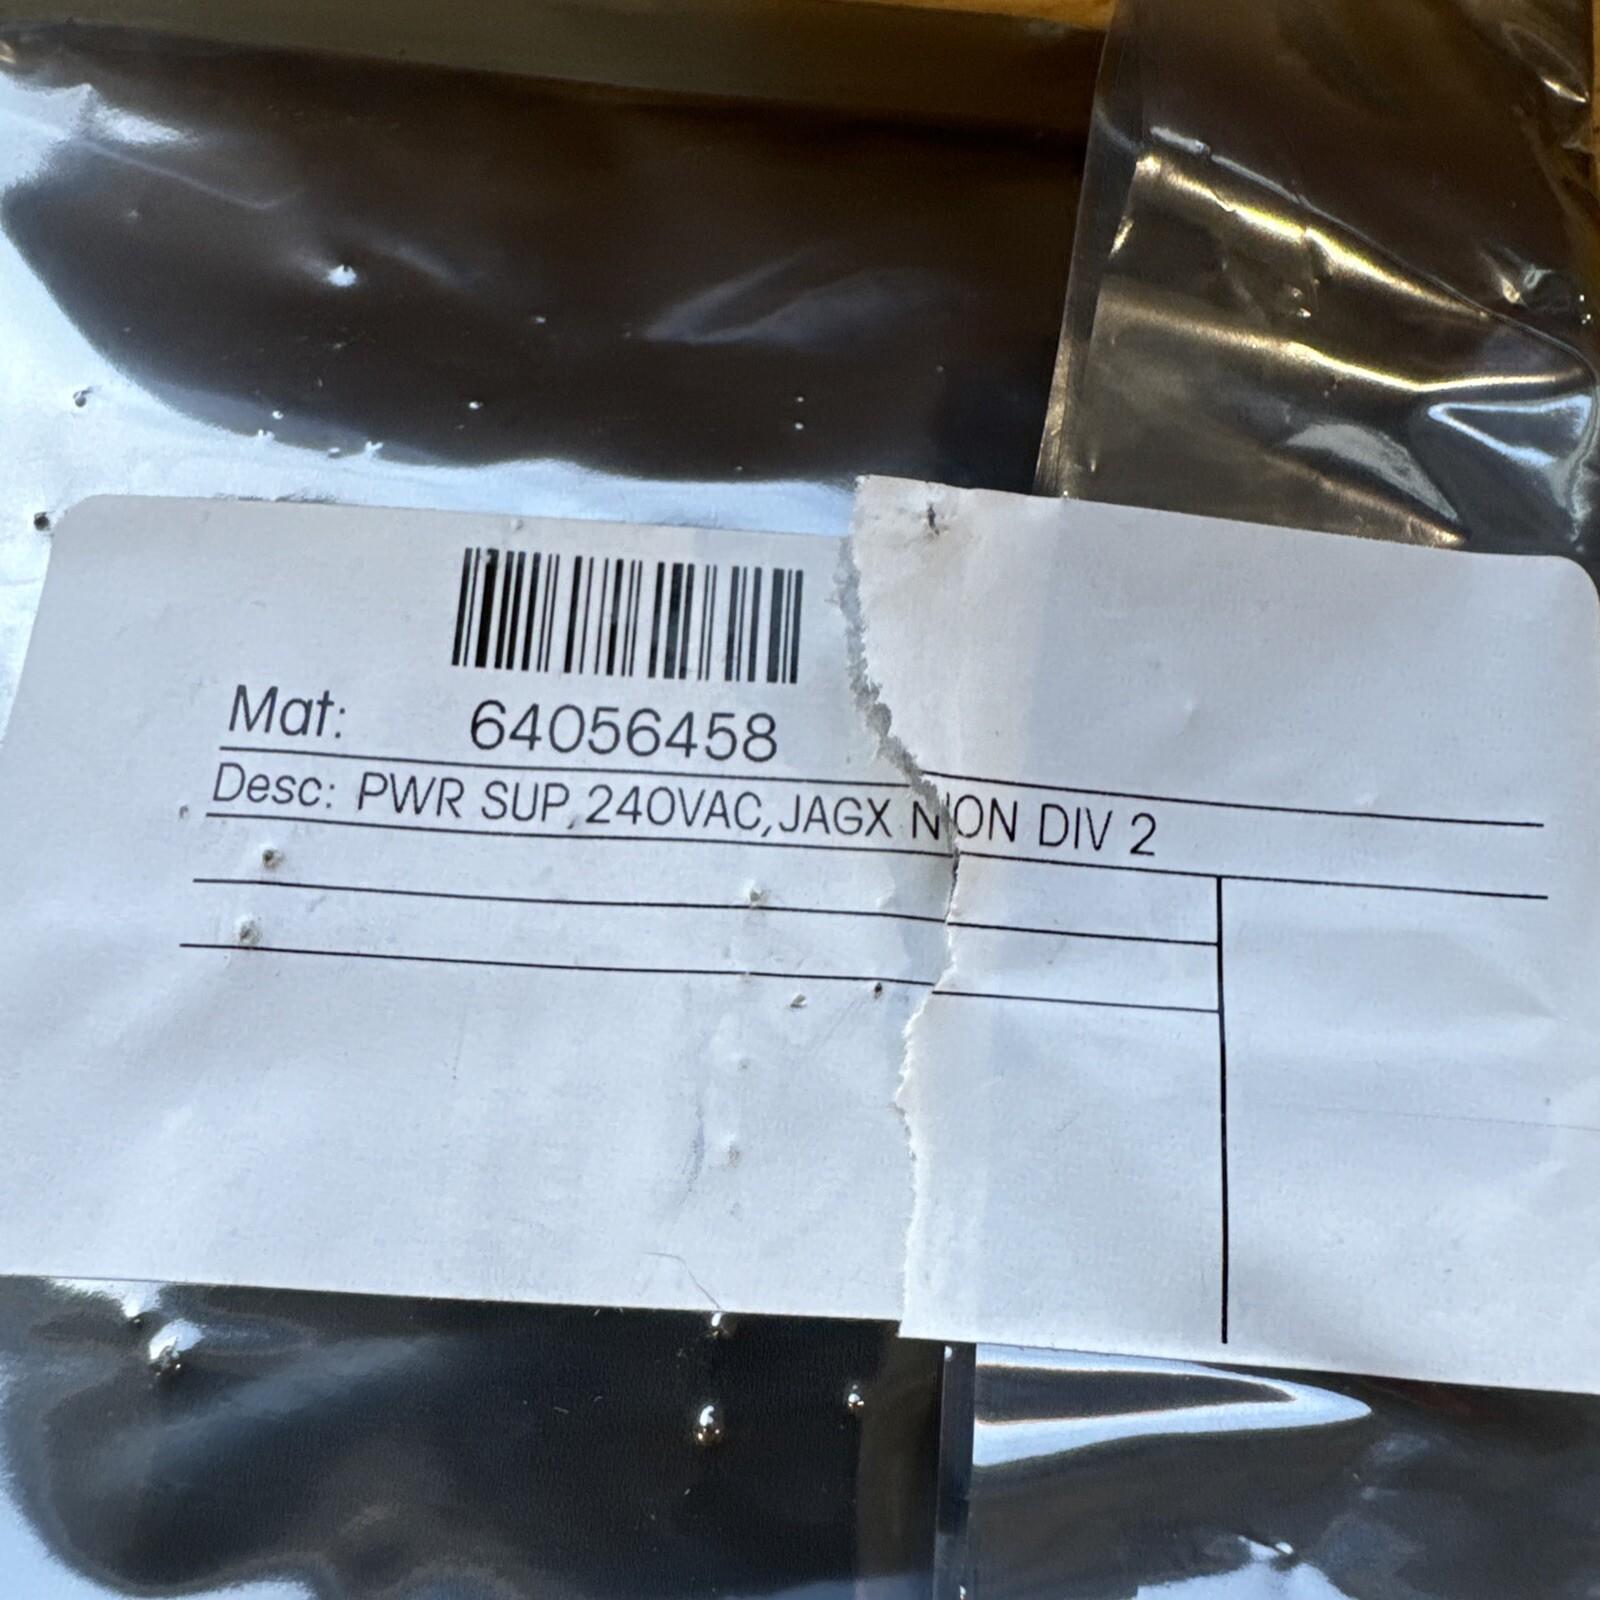 Mat: 64056458
Desc: PWR SUP,240VAC,JAGX NON DIV 2